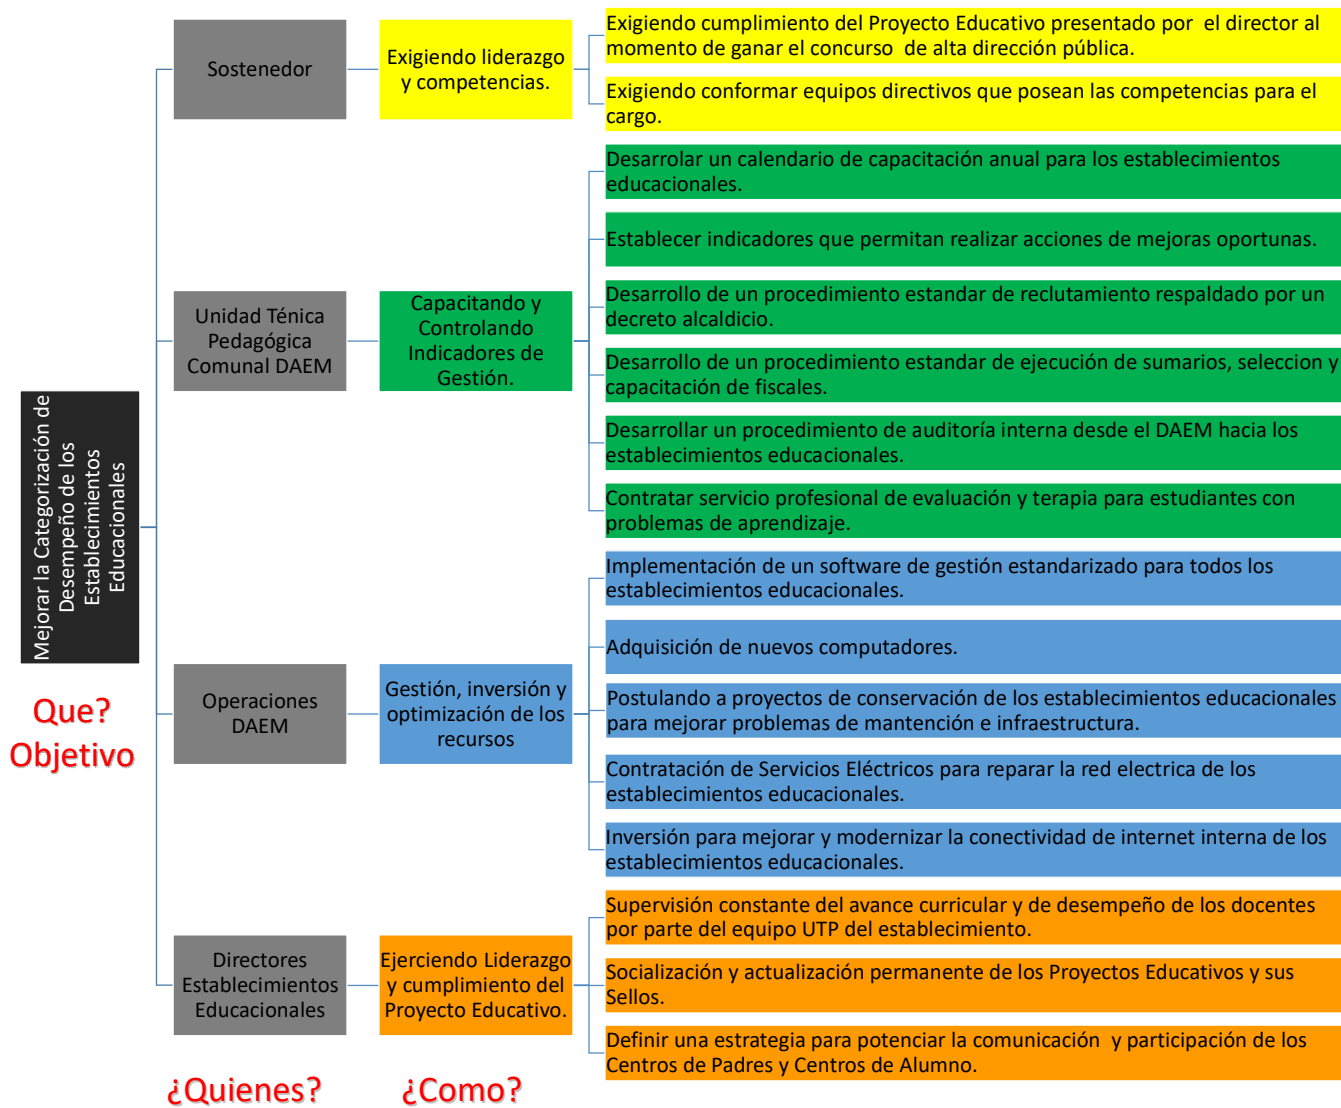 Mejorar la Categorización de
Desempeño de los
Establecimientos
Educacionales
Que?
Objetivo
Sostenedor
Exigiendo liderazgo
y competencias.
Exigiendo cumplimiento del Proyecto Educativo presentado por  el director al
momento de ganar el concurso  de alta dirección pública.
Exigiendo conformar equipos directivos que posean las competencias para el
cargo.
Unidad Ténica
Pedagógica
Comunal DAEM
Capacitando y
Controlando
Indicadores de
Gestión.
Desarrolar un calendario de capacitación anual para los establecimientos
educacionales.
Establecer indicadores que permitan realizar acciones de mejoras oportunas.
Desarrollo de un procedimiento estandar de reclutamiento respaldado por un
decreto alcaldicio.
Desarrollo de un procedimiento estandar de ejecución de sumarios, seleccion y
capacitación de fiscales.
Desarrollar un procedimiento de auditoría interna desde el DAEM hacia los
establecimientos educacionales.
Contratar servicio profesional de evaluación y terapia para estudiantes con
problemas de aprendizaje.
Operaciones
DAEM
Gestión, inversión y
optimización de los
recursos
Implementación de un software de gestión estandarizado para todos los
establecimientos educacionales.
Adquisición de nuevos computadores.
Postulando a proyectos de conservación de los establecimientos educacionales
para mejorar problemas de mantención e infraestructura.
Contratación de Servicios Eléctricos para reparar la red electrica de los
establecimientos educacionales.
Inversión para mejorar y modernizar la conectividad de internet interna de los
establecimientos educacionales.
Directores
Establecimientos
Educacionales
Ejerciendo Liderazgo
y cumplimiento del
Proyecto Educativo.
Supervisión constante del avance curricular y de desempeño de los docentes
por parte del equipo UTP del establecimiento.
Socialización y actualización permanente de los Proyectos Educativos y sus
Sellos.
Definir una estrategia para potenciar la comunicación  y participación de los
Centros de Padres y Centros de Alumno.
¿Quienes?
¿Como?